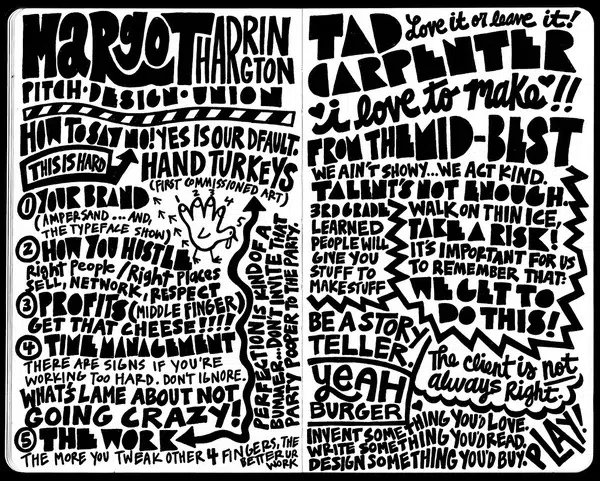 MARGOT HARRINGTON
PITCH·DESIGN·UNION
HOW TO SAY NO! YES IS OUR DFAULT.
THIS IS HARD
HAND TURKEYS
(FIRST COMMISSIONED ART)
① YOUR BRAND
(AMPERSAND...AND,
THE TYPEFACE SHOW)
1 2 3 4 5
② HOW YOU HUSTLE
Right People / Right Places
SELL, NETWORK, RESPECT
③ PROFITS (MIDDLE FINGER)
GET THAT CHEESE!!!!
④ TIME MANAGEMENT
THERE ARE SIGNS IF YOU'RE
WORKING TOO HARD. DON'T IGNORE.
WHAT'S LAME ABOUT NOT
GOING CRAZY!
⑤ THE WORK
THE MORE YOU TWEAK OTHER 4 FINGERS, THE
BETTER UR
WORK
PERFECTION IS KIND OF A
BUMMER...DON'T INVITE THAT
PARTY POOPER TO THE PARTY.
TAD
CARPENTER
Love it or leave it!
i love to make!!
FROM THE MID-BEST
WE AIN'T SHOWY...WE ACT KIND.
TALENT'S NOT ENOUGH.
3RD GRADE
LEARNED
PEOPLE WILL
GIVE YOU
STUFF TO
MAKE STUFF
WALK ON THIN ICE,
TAKE A RISK!
IT'S IMPORTANT FOR US
TO REMEMBER THAT:
WE GET TO
DO THIS!
BE A STORY
TELLER.
YEAH
BURGER
The client is not
always Right.
INVENT SOMETHING YOU'D LOVE.
WRITE SOMETHING YOU'D READ.
DESIGN SOMETHING YOU'D BUY.
PLAY!